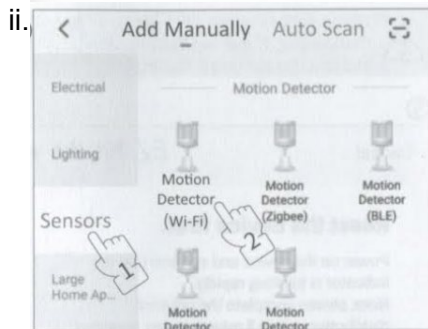 ii.
Add Manually Auto Scan
Electrical
Motion Detector
Lighting
Motion
Detector
(Wi-Fi)
Motion
Detector
(Zigbee)
Motion
Detector
(BLE)
Sensors
1
2
Large
Home Ap...
Motion
Detector
Motion
Detector